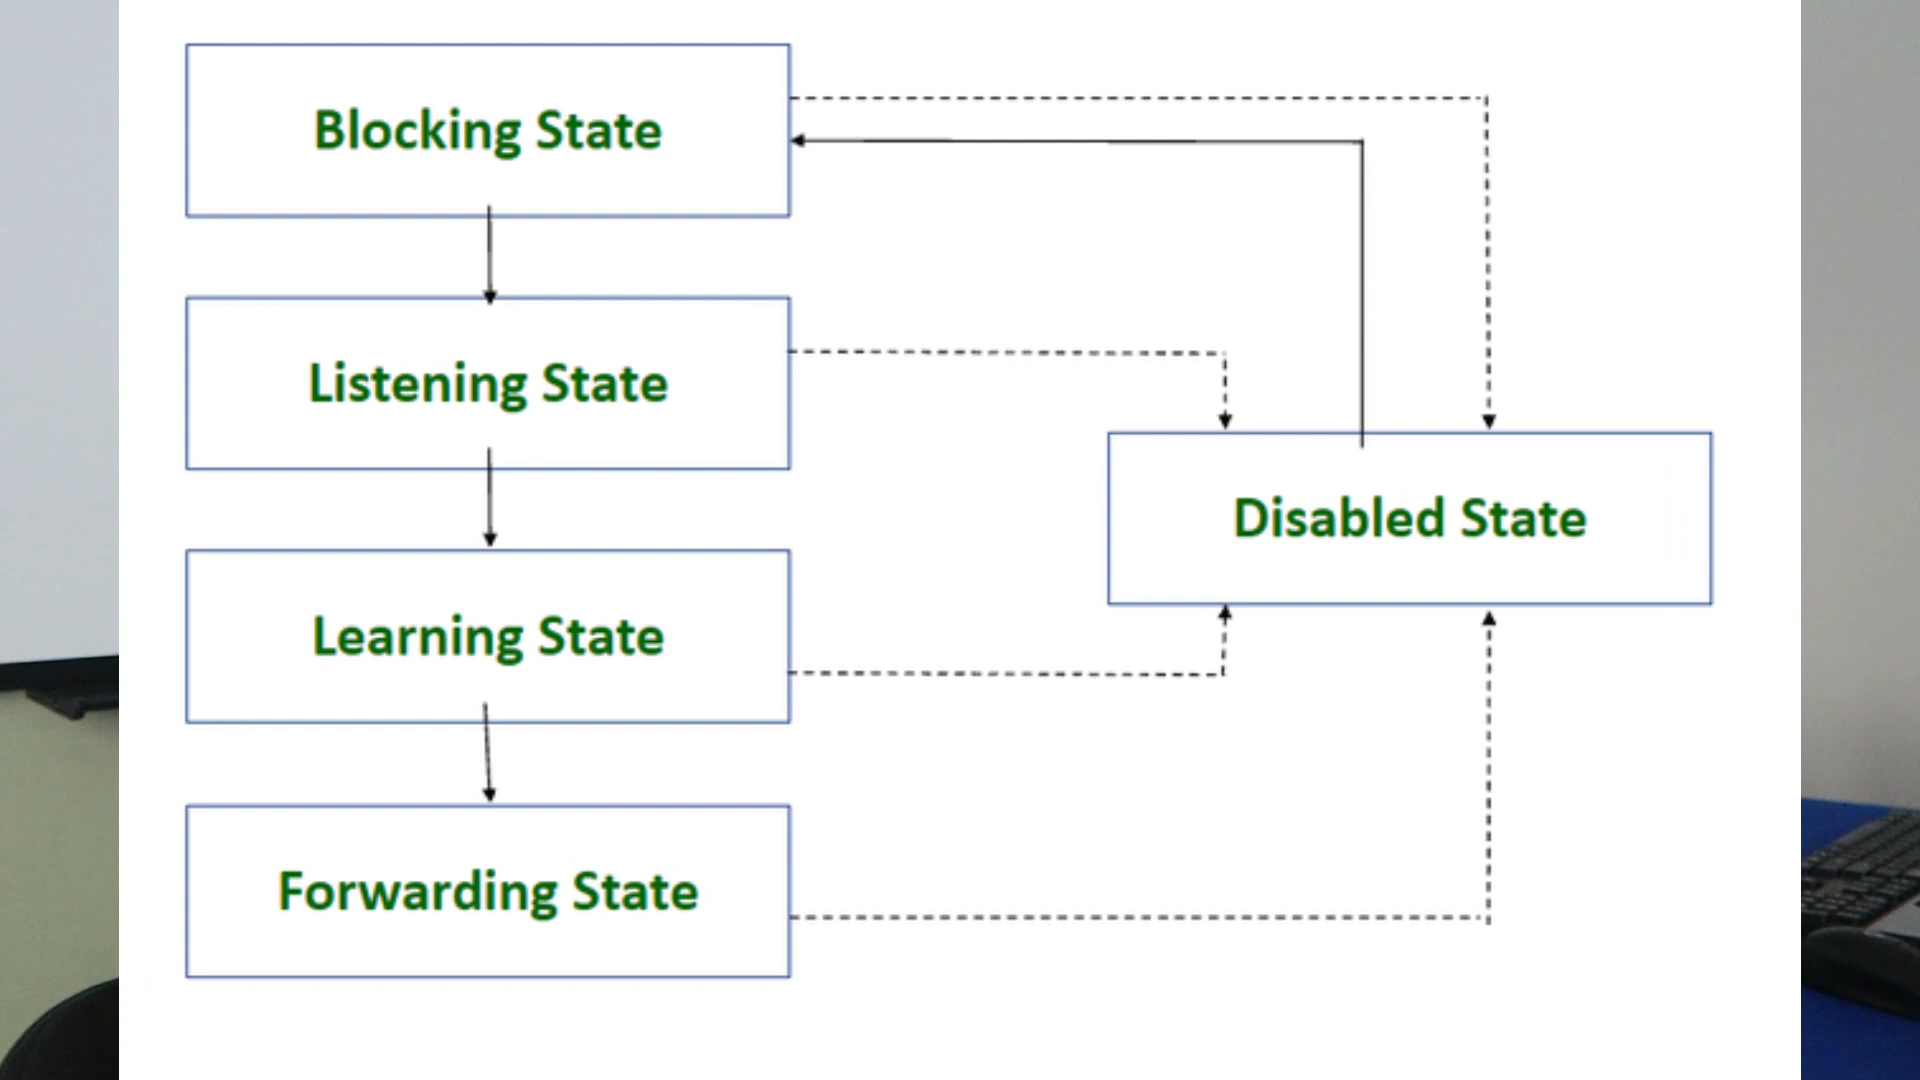 Blocking State
Listening State
Disabled State
Learning State
Forwarding State